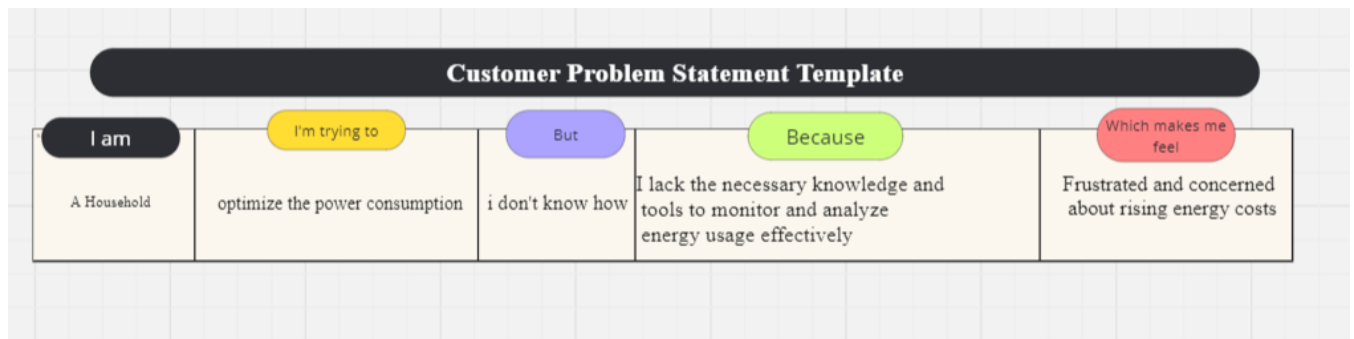 Customer Problem Statement Template
I am
A Household
I'm trying to
optimize the power consumption
But
i don't know how
Because
I lack the necessary knowledge and
tools to monitor and analyze
energy usage effectively
Which makes me
feel
Frustrated and concerned
about rising energy costs